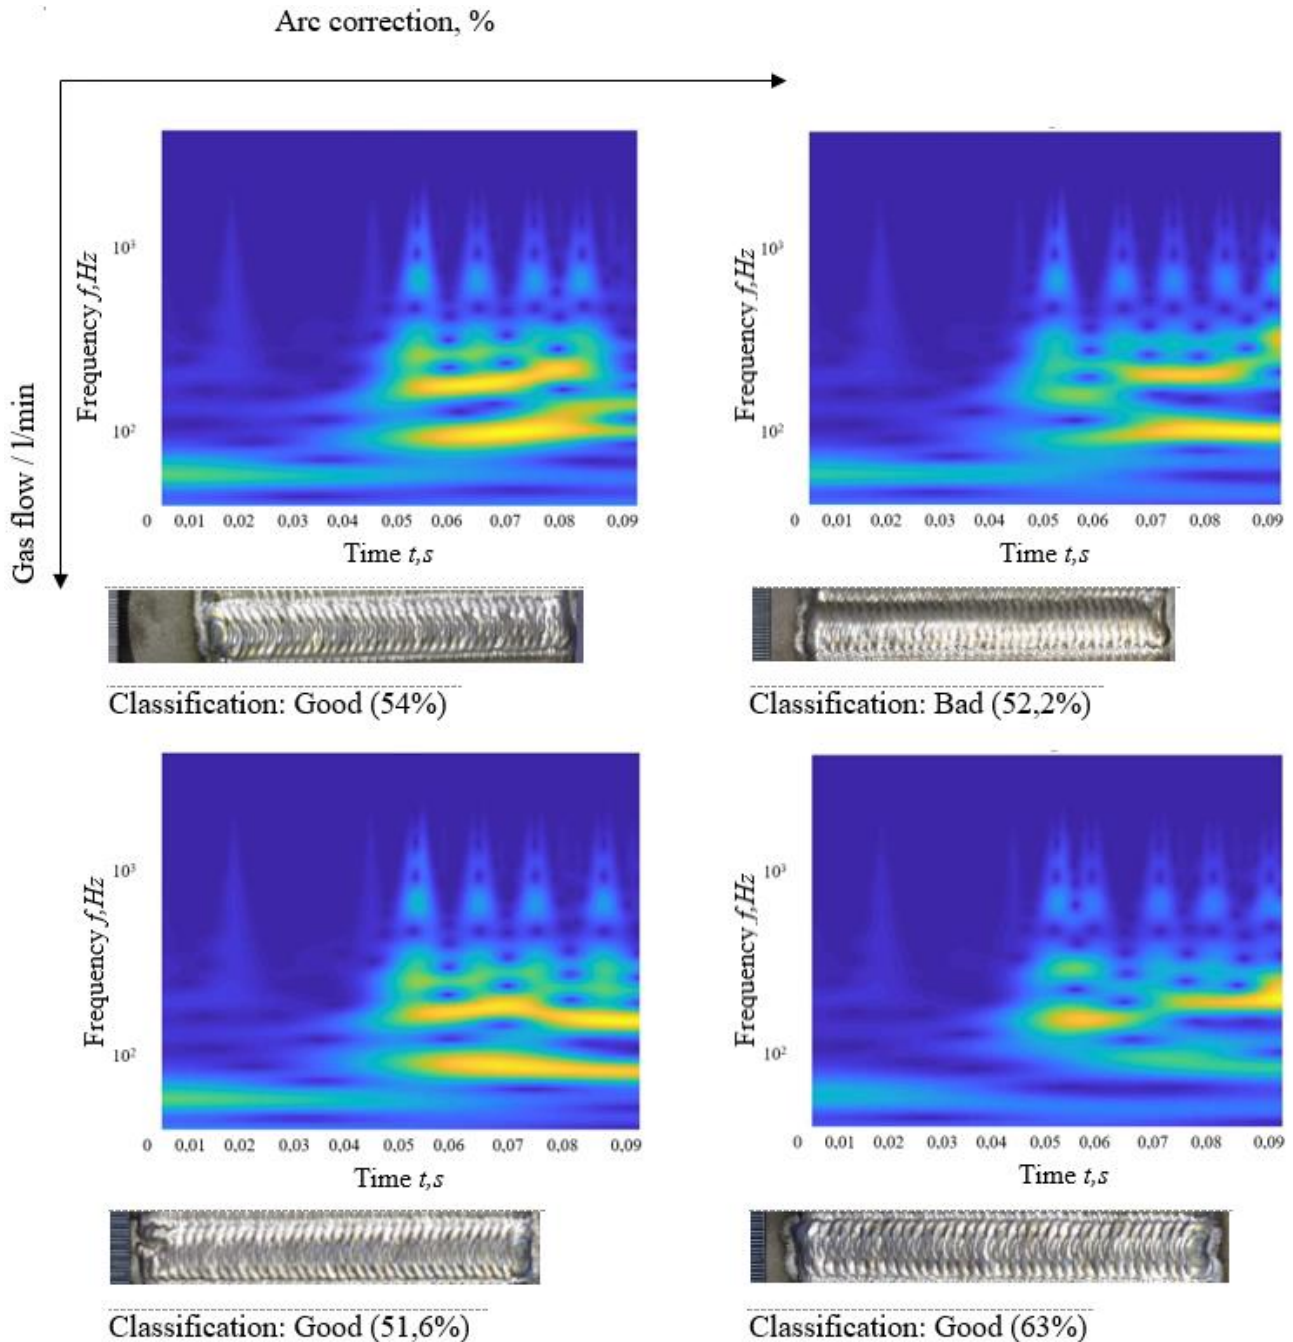 Arc correction, %
Gas flow / l/min
Frequency f,Hz
10³
10²
0 0,01 0,02 0,03 0,04 0,05 0,06 0,07 0,08 0,09
Time t,s
Classification: Good (54%)
Frequency f,Hz
10³
10²
0 0,01 0,02 0,03 0,04 0,05 0,06 0,07 0,08 0,09
Time t,s
Classification: Bad (52,2%)
Frequency f,Hz
10³
10²
0 0,01 0,02 0,03 0,04 0,05 0,06 0,07 0,08 0,09
Time t,s
Classification: Good (51,6%)
Frequency f,Hz
10³
10²
0 0,01 0,02 0,03 0,04 0,05 0,06 0,07 0,08 0,09
Time t,s
Classification: Good (63%)